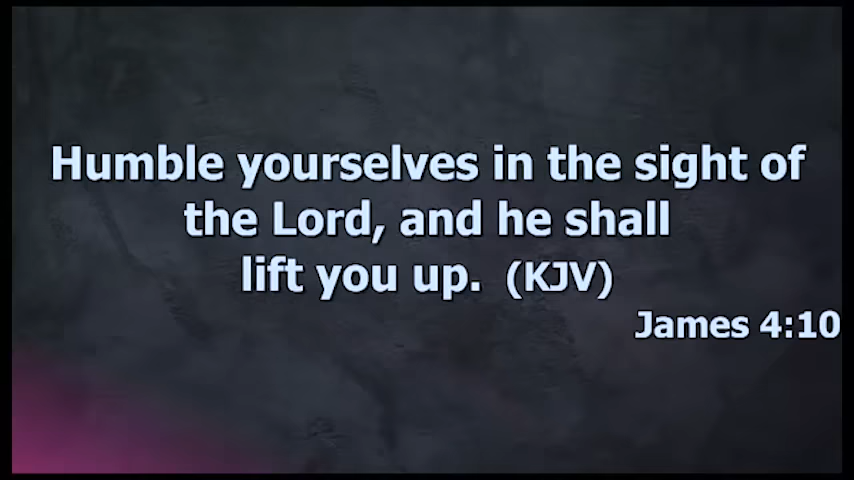 Humble yourselves in the sight of
the Lord, and he shall
lift you up. (KJV)
James 4:10